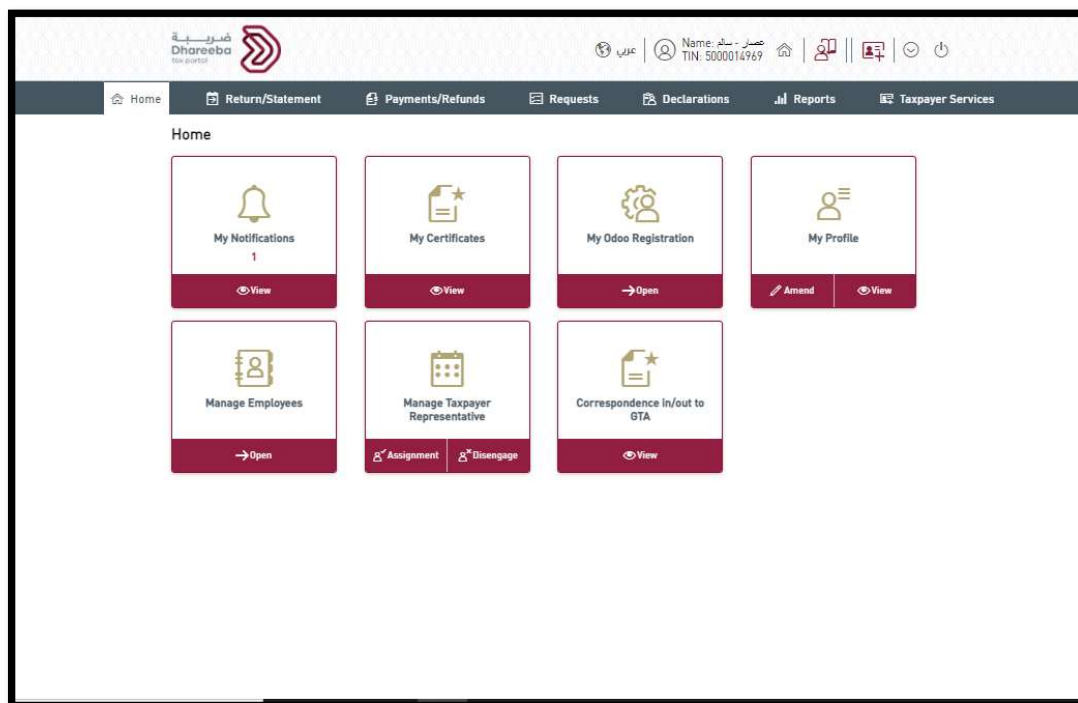 ضريبة
Dhareeba
tax portal
عربي
Name: عصار - سالم
TIN: 5000014969
Home
Return/Statement
Payments/Refunds
Requests
Declarations
Reports
Taxpayer Services
Home
My Notifications
1
View
My Certificates
View
My Odoo Registration
Open
My Profile
Amend
View
Manage Employees
Open
Manage Taxpayer
Representative
Assignment
Disengage
Correspondence in/out to
GTA
View